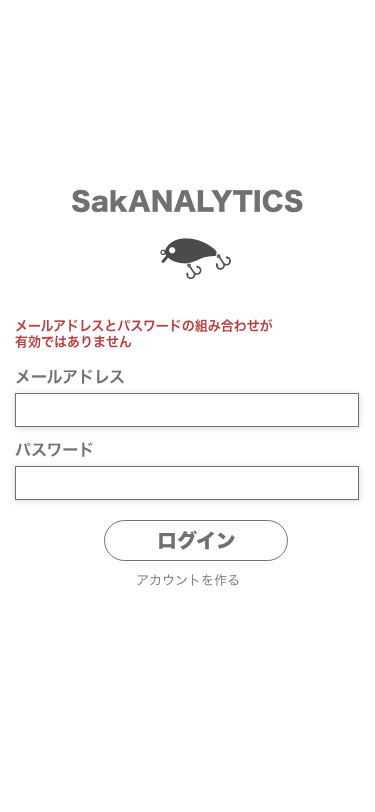 SakANALYTICS
メールアドレスとパスワードの組み合わせが
有効ではありません
メールアドレス
パスワード
ログイン
アカウントを作る